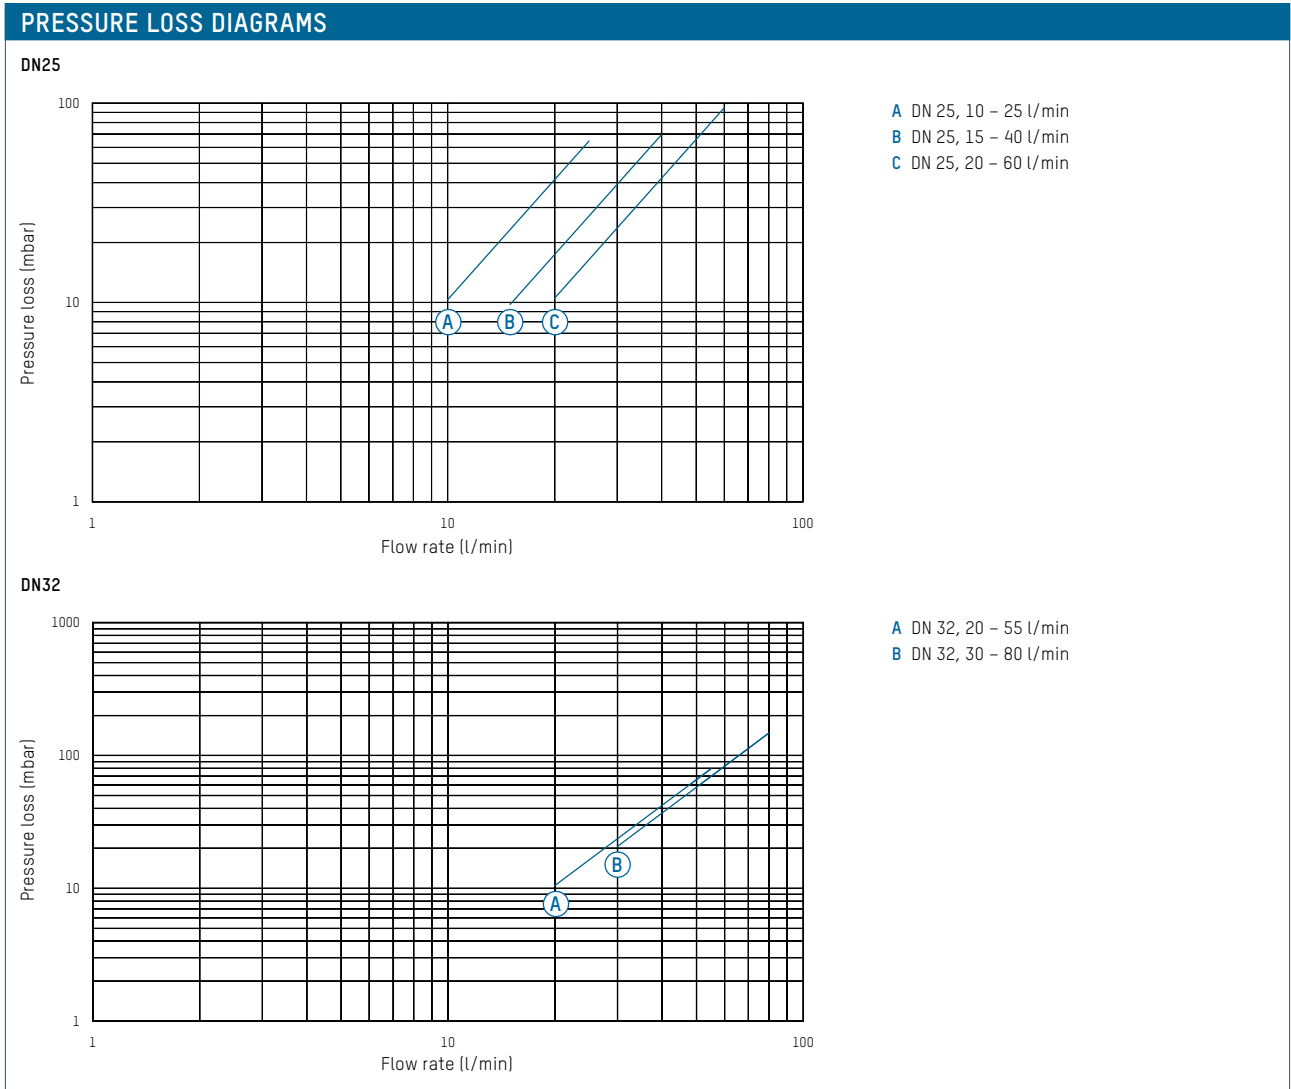 PRESSURE LOSS DIAGRAMS
DN25
100
10
1
Pressure loss (mbar)
A
B
C
1
10
100
Flow rate (l/min)
A DN 25, 10 – 25 l/min
B DN 25, 15 – 40 l/min
C DN 25, 20 – 60 l/min
DN32
1000
100
10
1
Pressure loss (mbar)
B
A
1
10
100
Flow rate (l/min)
A DN 32, 20 – 55 l/min
B DN 32, 30 – 80 l/min